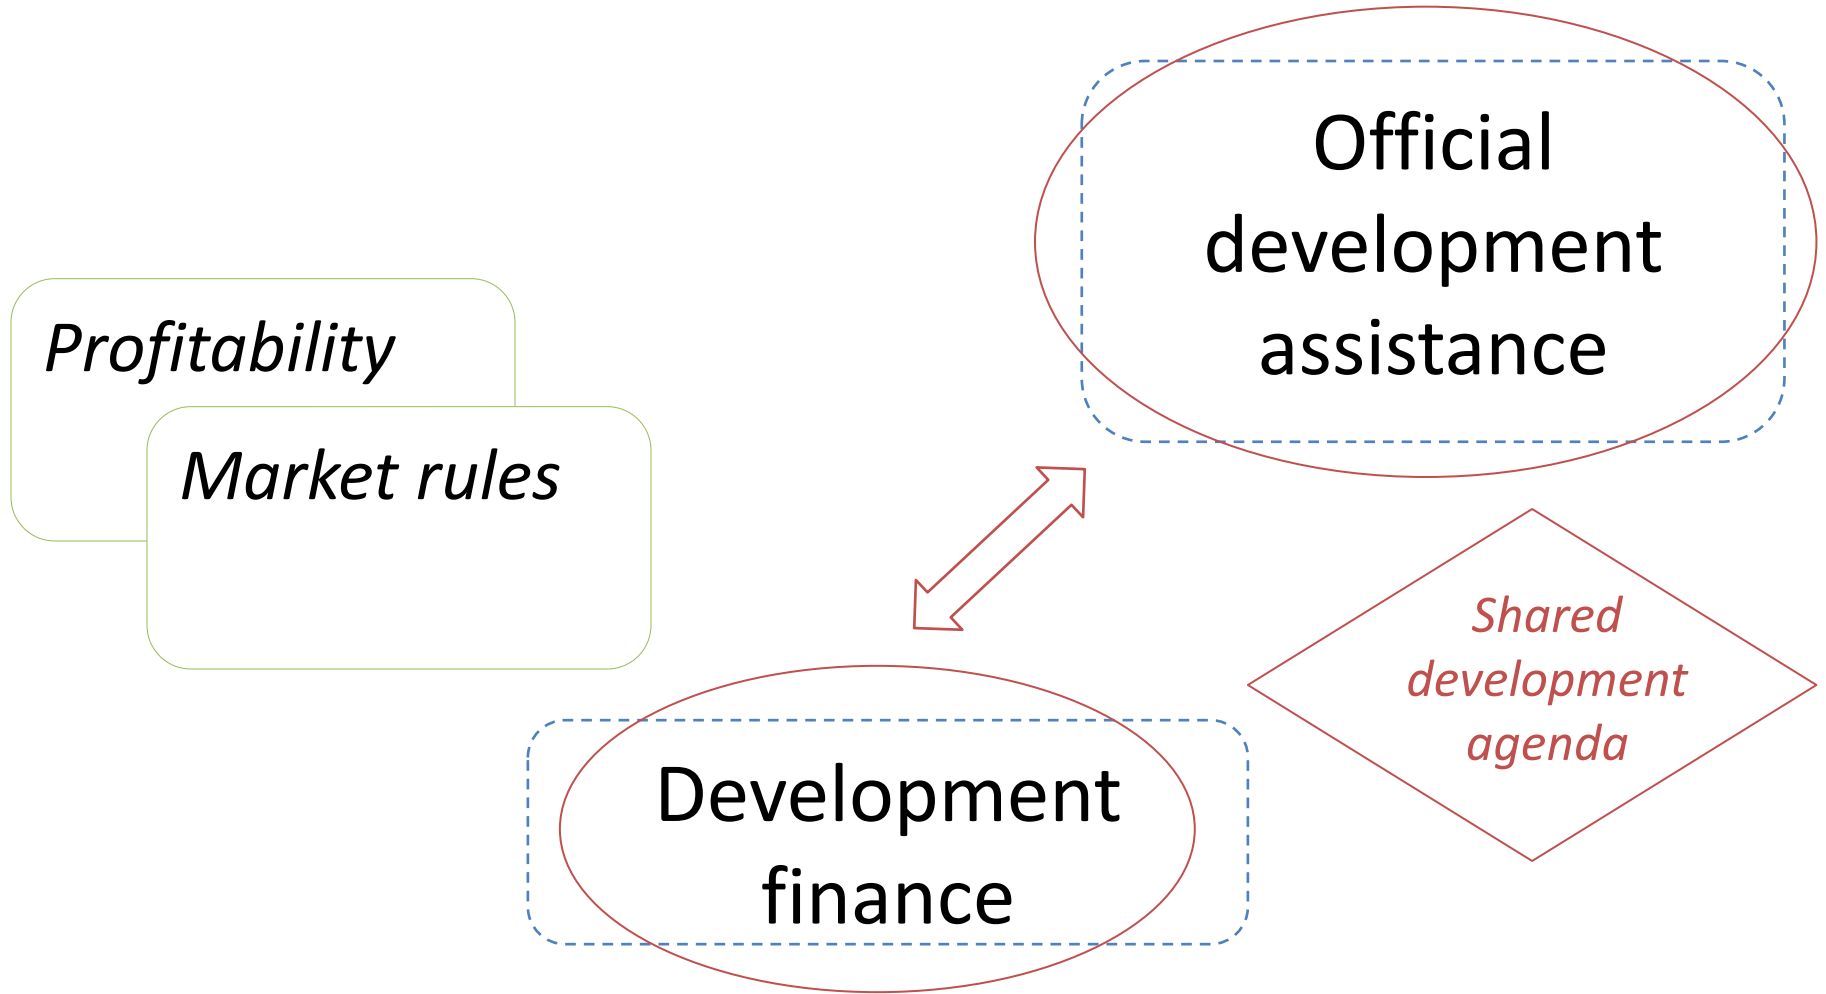 Official
development
assistance
Profitability
Market rules
Shared
development
agenda
Development
finance